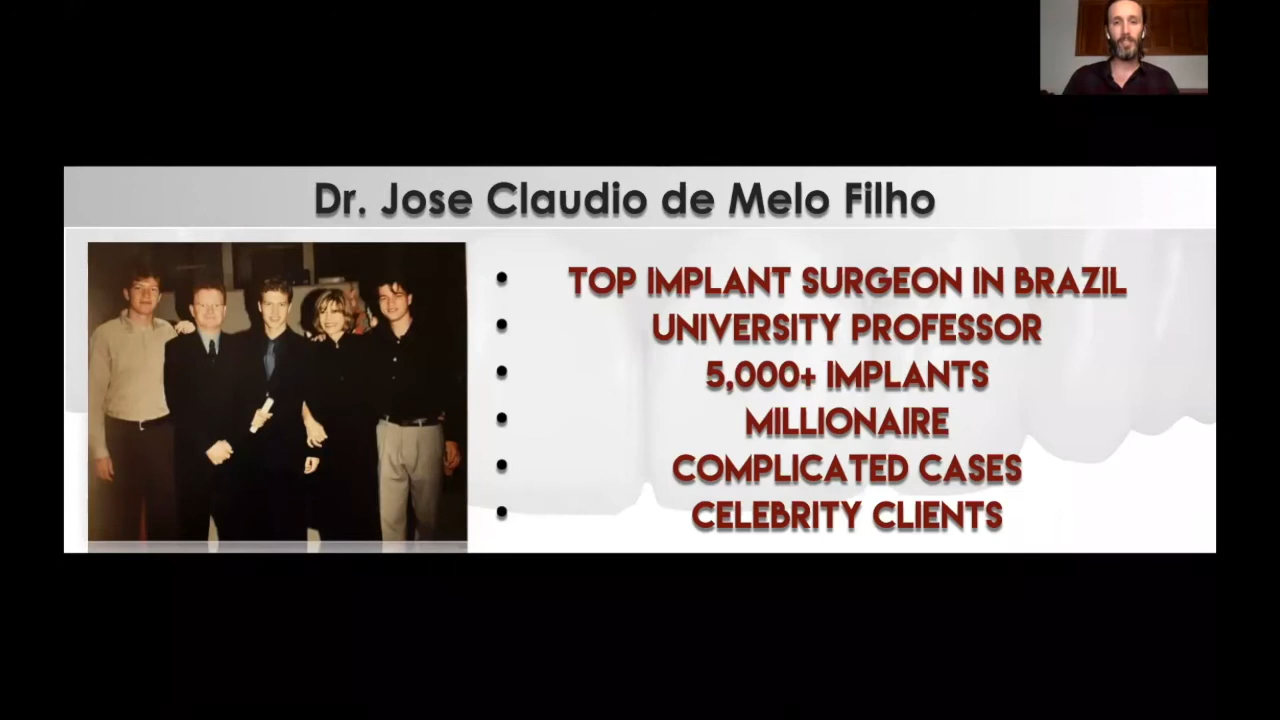 Dr. Jose Claudio de Melo Filho
• TOP IMPLANT SURGEON IN BRAZIL
• UNIVERSITY PROFESSOR
• 5,000+ IMPLANTS
• MILLIONAIRE
• COMPLICATED CASES
• CELEBRITY CLIENTS